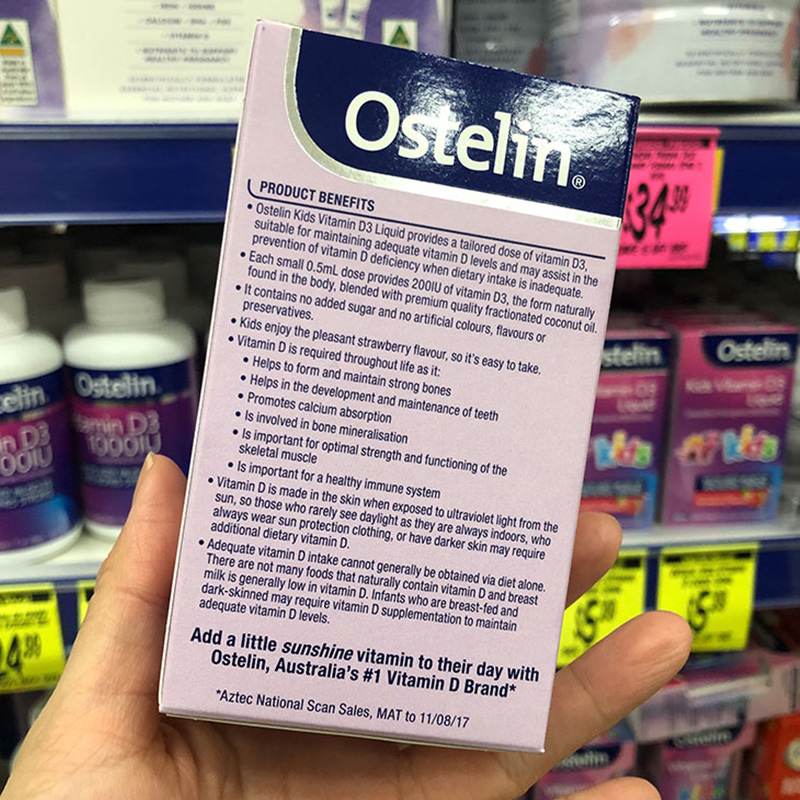 Ostelin®
PRODUCT BENEFITS
• Ostelin Kids Vitamin D3 Liquid provides a tailored dose of vitamin D3,
suitable for maintaining adequate vitamin D levels and may assist in the
prevention of vitamin D deficiency when dietary intake is inadequate.
• Each small 0.5mL dose provides 200IU of vitamin D3, the form naturally
found in the body, blended with premium quality fractionated coconut oil.
• It contains no added sugar and no artificial colours, flavours or
preservatives.
• Kids enjoy the pleasant strawberry flavour, so it's easy to take.
• Vitamin D is required throughout life as it:
• Helps to form and maintain strong bones
• Helps in the development and maintenance of teeth
• Promotes calcium absorption
• Is involved in bone mineralisation
• Is important for optimal strength and functioning of the
skeletal muscle
• Is important for a healthy immune system
• Vitamin D is made in the skin when exposed to ultraviolet light from the
sun, so those who rarely see daylight as they are always indoors, who
always wear sun protection clothing, or have darker skin may require
additional dietary vitamin D.
• Adequate vitamin D intake cannot generally be obtained via diet alone.
There are not many foods that naturally contain vitamin D and breast
milk is generally low in vitamin D. Infants who are breast-fed and
dark-skinned may require vitamin D supplementation to maintain
adequate vitamin D levels.
Add a little sunshine vitamin to their day with
Ostelin, Australia's #1 Vitamin D Brand*
*Aztec National Scan Sales, MAT to 11/08/17
Ostelin
1000IU
Ostelin
Kids Vitamin D3
Liquid
kids